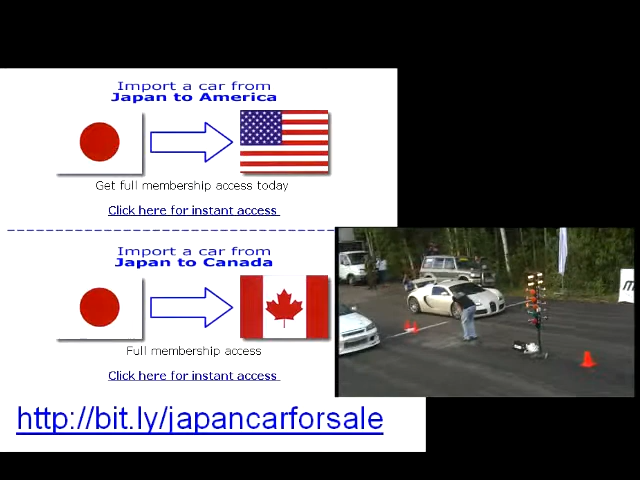 Import a car from
Japan to America
Get full membership access today
Click here for instant access
Import a car from
Japan to Canada
Full membership access
Click here for instant access
http://bit.ly/japancarforsale